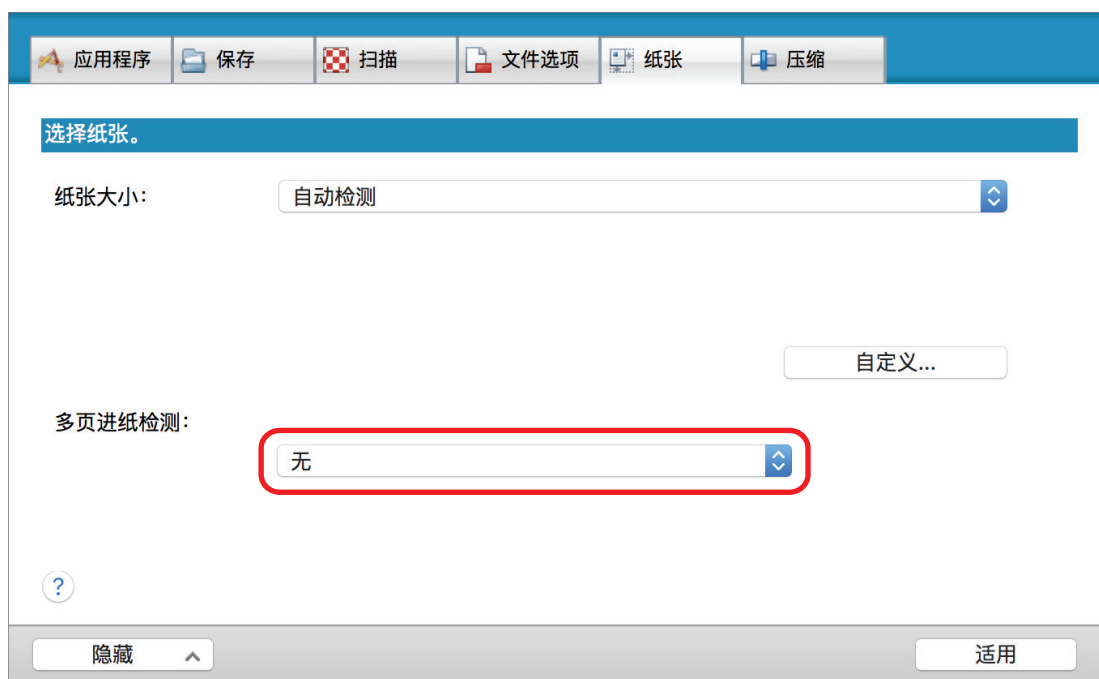 应用程序 保存 扫描 文件选项 纸张 压缩
选择纸张。
纸张大小： 自动检测
自定义...
多页进纸检测：
无
?
隐藏 适用